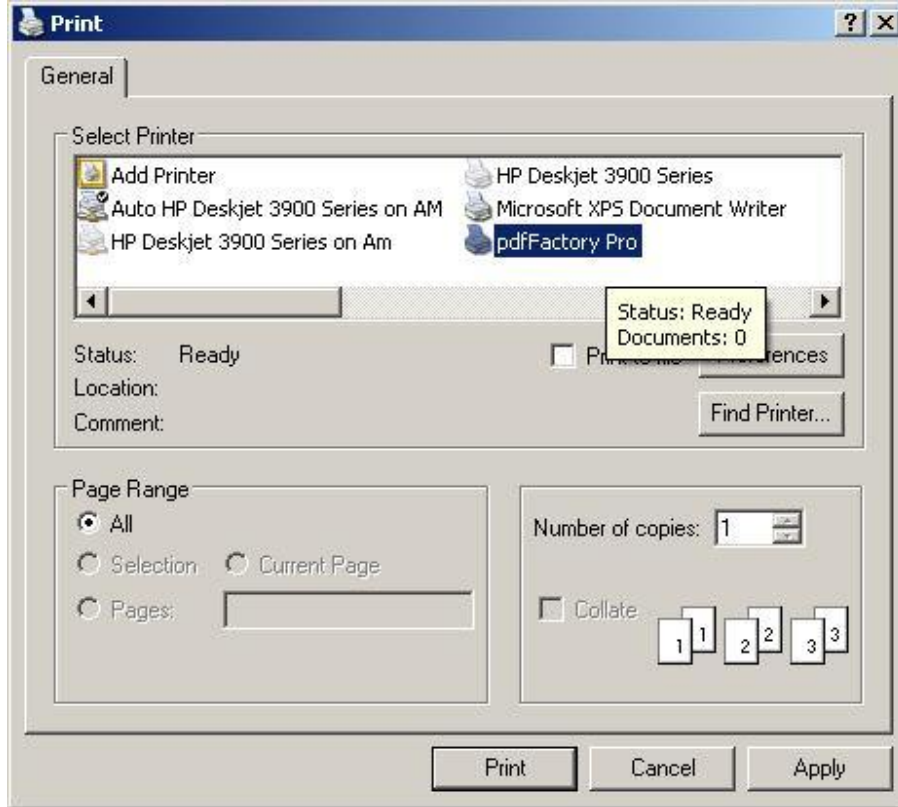 Print
General
Select Printer
Add Printer
HP Deskjet 3900 Series
Auto HP Deskjet 3900 Series on AM
Microsoft XPS Document Writer
HP Deskjet 3900 Series on Am
pdfFactory Pro
Status: Ready
Documents: 0
Status: Ready
Print to file
Location:
Comment:
Find Printer...
Page Range
All
Selection
Current Page
Pages:
Number of copies: 1
Collate
1 1 2 2 3 3
Print
Cancel
Apply